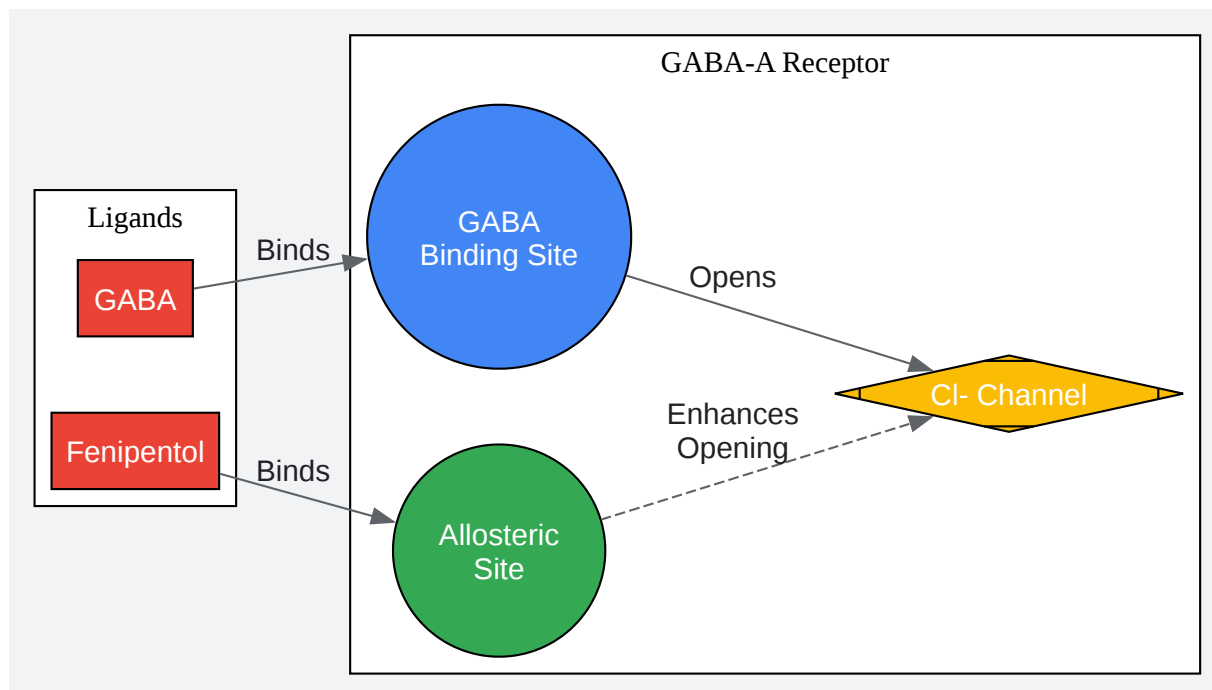 GABA-A Receptor
Ligands
GABA
Fenipentol
Binds
Binds
GABA
Binding Site
Allosteric
Site
Opens
Enhances
Opening
Cl- Channel